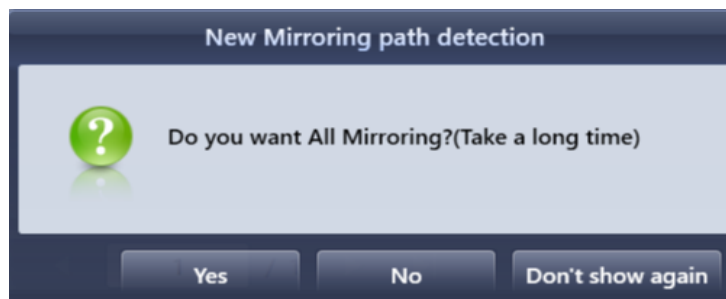 New Mirroring path detection
Do you want All Mirroring?(Take a long time)
Yes No Don't show again